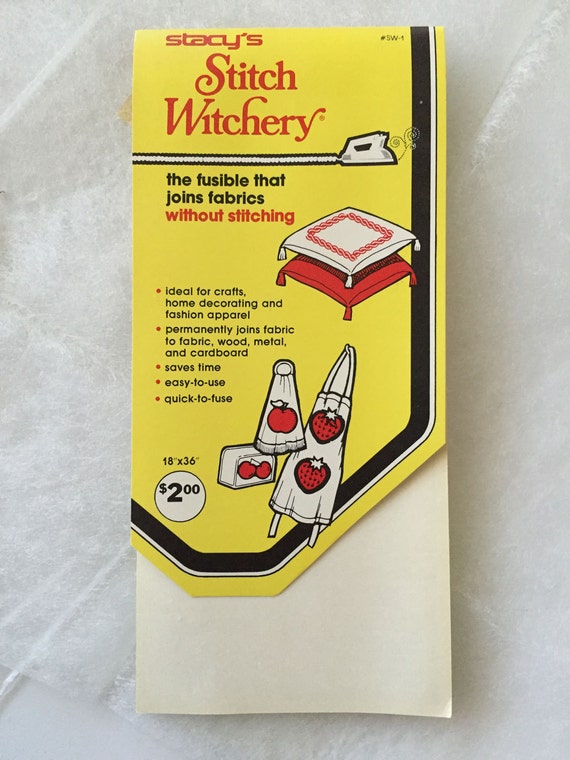 stacy's
#SW-1
Stitch
Witchery®
the fusible that
joins fabrics
without stitching
• ideal for crafts,
home decorating and
fashion apparel
• permanently joins fabric
to fabric, wood, metal,
and cardboard
• saves time
• easy-to-use
• quick-to-fuse
18"x36"
$2.00